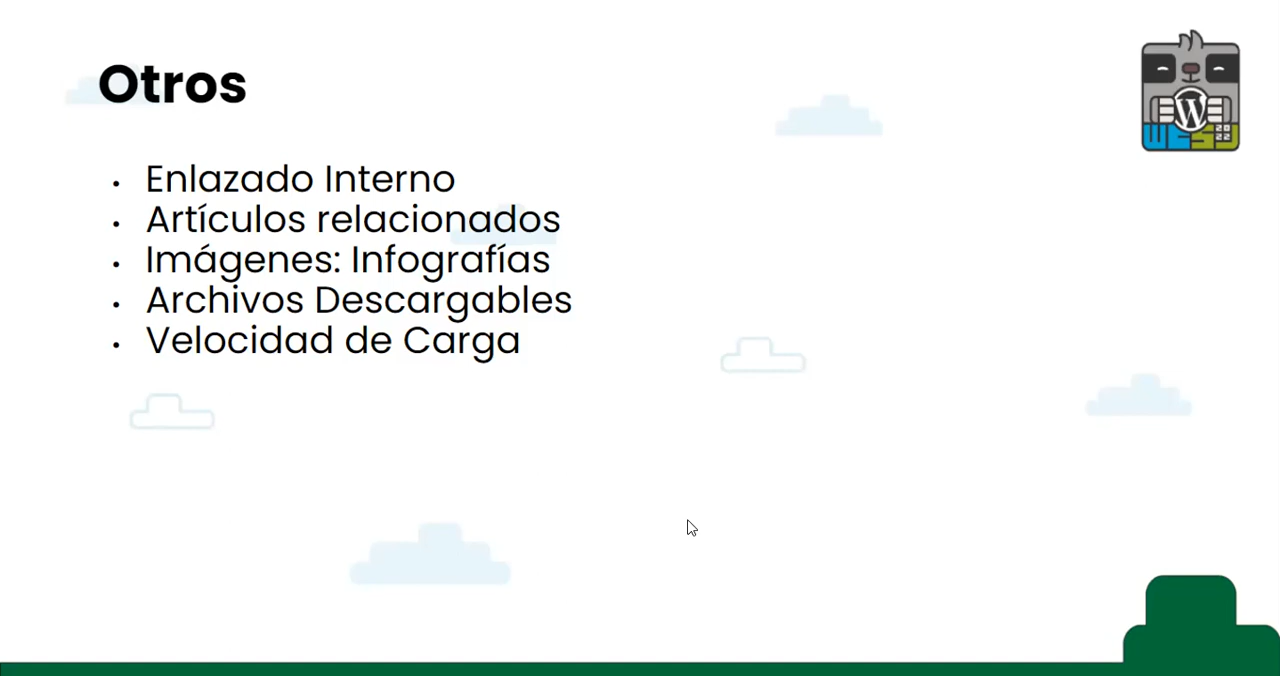 Otros
• Enlazado Interno
• Artículos relacionados
• Imágenes: Infografías
• Archivos Descargables
• Velocidad de Carga